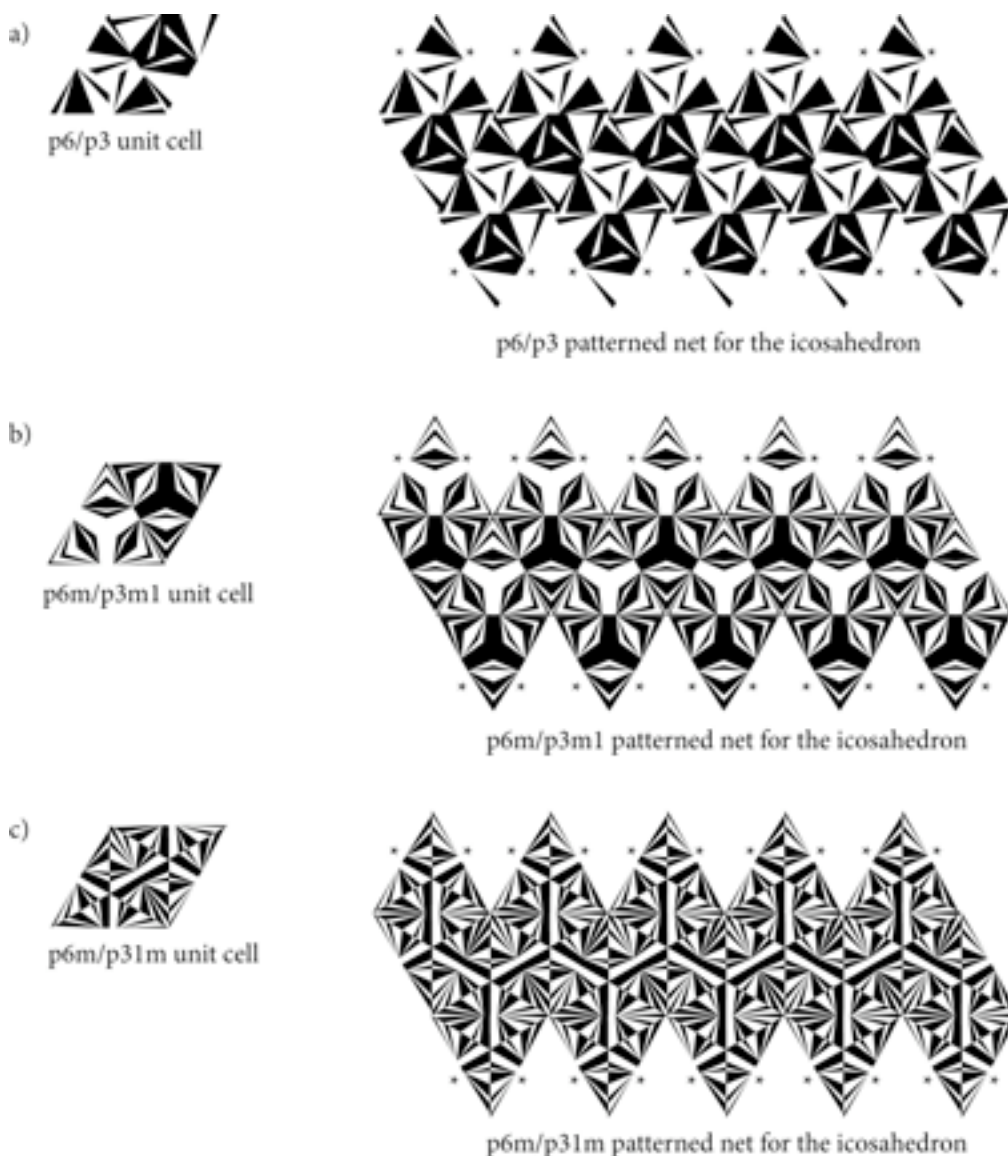 a)
p6/p3 unit cell
p6/p3 patterned net for the icosahedron
b)
p6m/p3m1 unit cell
p6m/p3m1 patterned net for the icosahedron
c)
p6m/p31m unit cell
p6m/p31m patterned net for the icosahedron